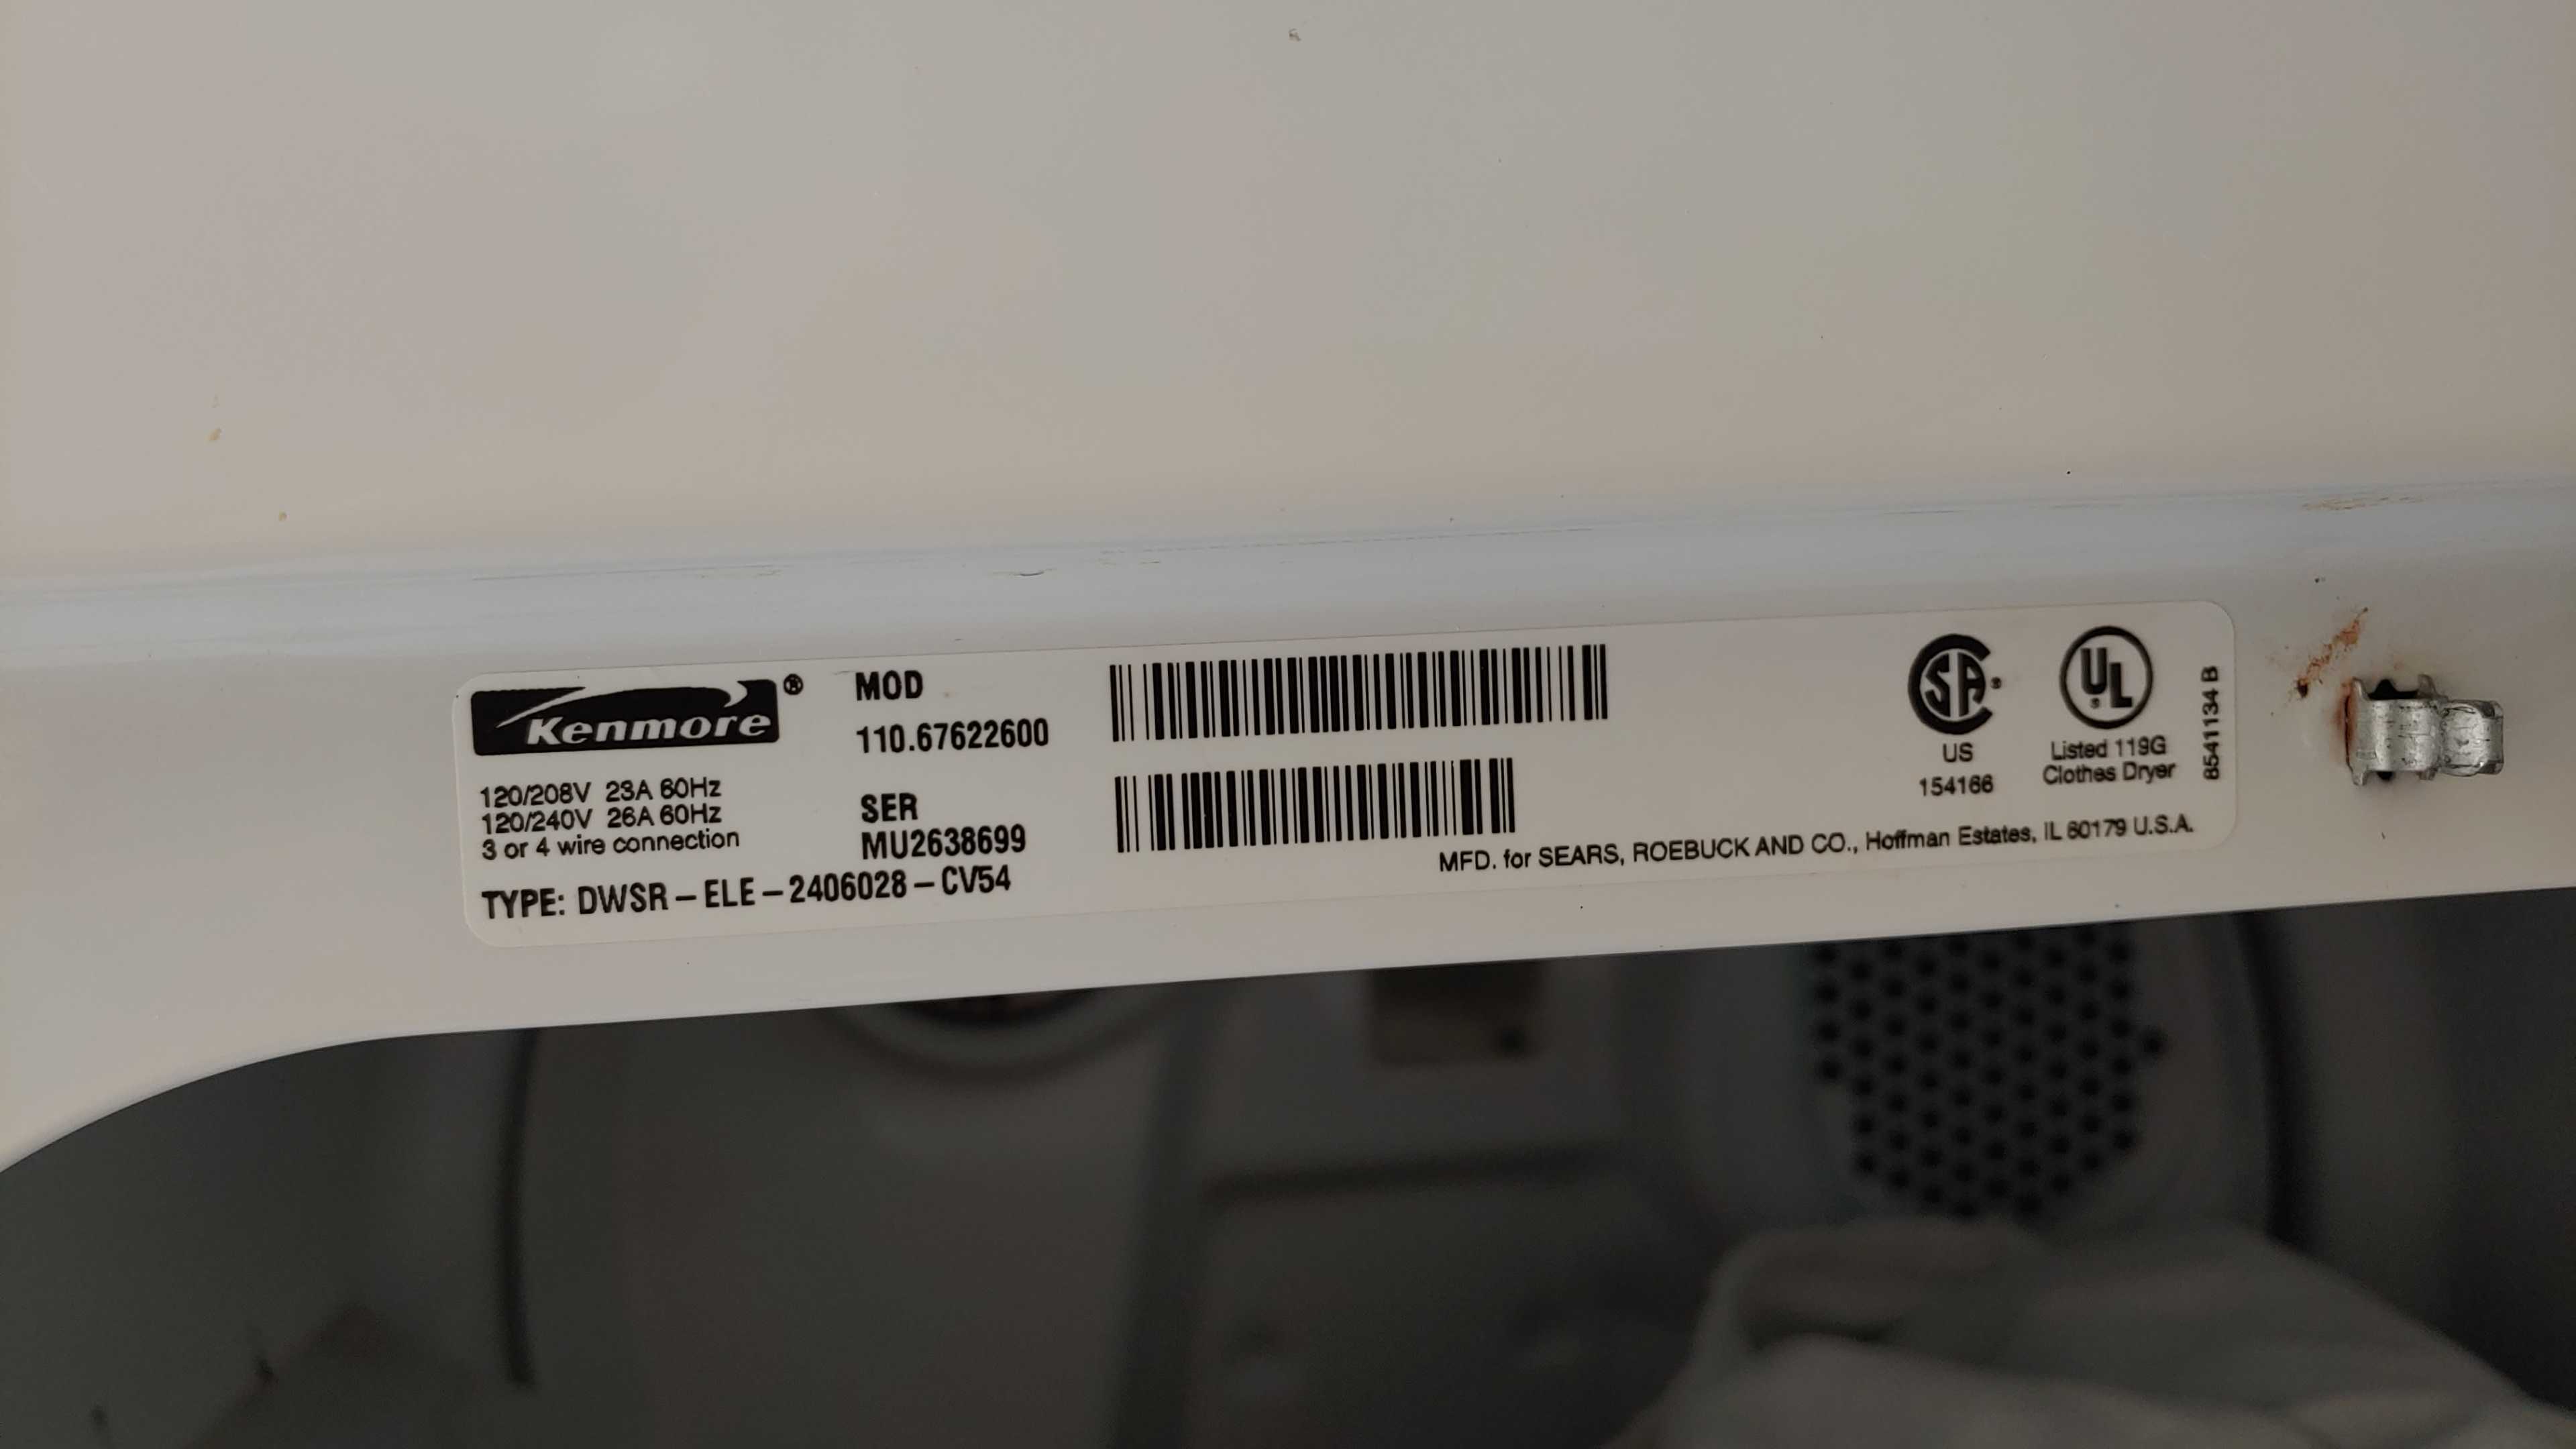 Kenmore®
120/208V 23A 60Hz
120/240V 26A 60Hz
3 or 4 wire connection
TYPE: DWSR – ELE – 2406028 – CV54
MOD
110.67622600
SER
MU2638699
SA
US
154166
UL
Listed 119G
Clothes Dryer
8541134 B
MFD. for SEARS, ROEBUCK AND CO., Hoffman Estates, IL 60179 U.S.A.